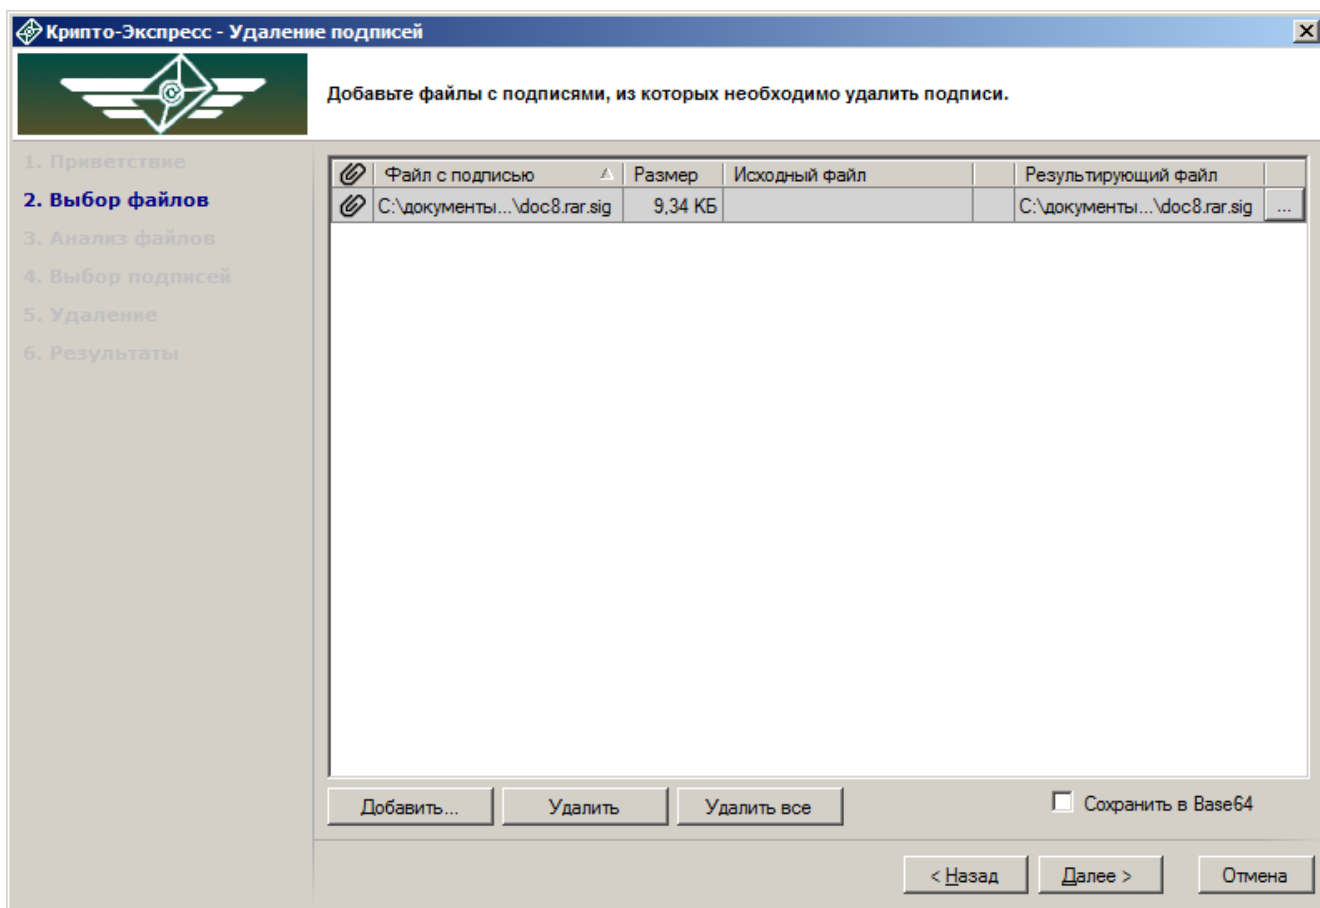 Крипто-Экспресс - Удаление подписей
Добавьте файлы с подписями, из которых необходимо удалить подписи.
1. Приветствие
2. Выбор файлов
3. Анализ файлов
4. Выбор подписей
5. Удаление
6. Результаты
Файл с подписью Размер Исходный файл Результирующий файл
C:\документы...\doc8.rar.sig 9,34 КБ C:\документы...\doc8.rar.sig ...
Добавить... Удалить Удалить все Сохранить в Base64
< Назад Далее > Отмена